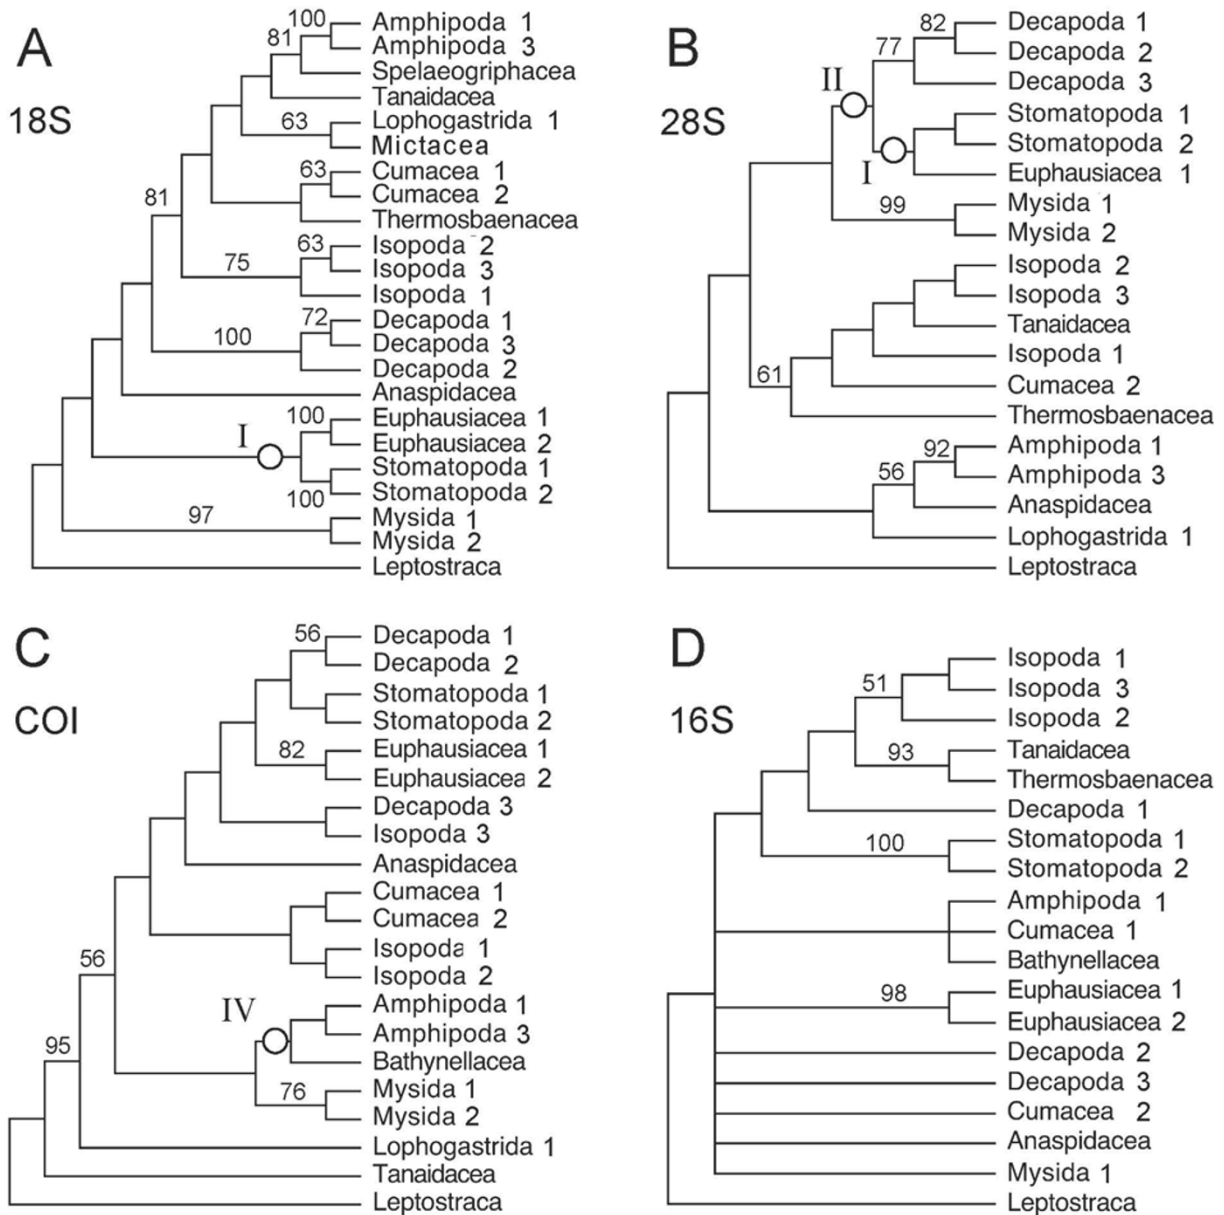 A
18S
100
Amphipoda 1
81
Amphipoda 3
Spelaeogriphacea
Tanaidacea
63
Lophogastrida 1
Mictacea
63
Cumacea 1
Cumacea 2
81
Thermosbaenacea
63
Isopoda 2
75
Isopoda 3
Isopoda 1
72
Decapoda 1
100
Decapoda 3
Decapoda 2
Anaspidacea
100
Euphausiacea 1
I
Euphausiacea 2
Stomatopoda 1
100
Stomatopoda 2
97
Mysida 1
Mysida 2
Leptostraca
B
28S
82
Decapoda 1
77
Decapoda 2
II
Decapoda 3
Stomatopoda 1
Stomatopoda 2
I
Euphausiacea 1
99
Mysida 1
Mysida 2
Isopoda 2
Isopoda 3
Tanaidacea
Isopoda 1
61
Cumacea 2
Thermosbaenacea
92
Amphipoda 1
56
Amphipoda 3
Anaspidacea
Lophogastrida 1
Leptostraca
C
COI
56
Decapoda 1
Decapoda 2
Stomatopoda 1
Stomatopoda 2
82
Euphausiacea 1
Euphausiacea 2
Decapoda 3
Isopoda 3
Anaspidacea
Cumacea 1
Cumacea 2
56
Isopoda 1
Isopoda 2
IV
Amphipoda 1
Amphipoda 3
95
Bathynellacea
76
Mysida 1
Mysida 2
Lophogastrida 1
Tanaidacea
Leptostraca
D
16S
Isopoda 1
51
Isopoda 3
Isopoda 2
93
Tanaidacea
Thermosbaenacea
Decapoda 1
100
Stomatopoda 1
Stomatopoda 2
Amphipoda 1
Cumacea 1
Bathynellacea
98
Euphausiacea 1
Euphausiacea 2
Decapoda 2
Decapoda 3
Cumacea 2
Anaspidacea
Mysida 1
Leptostraca